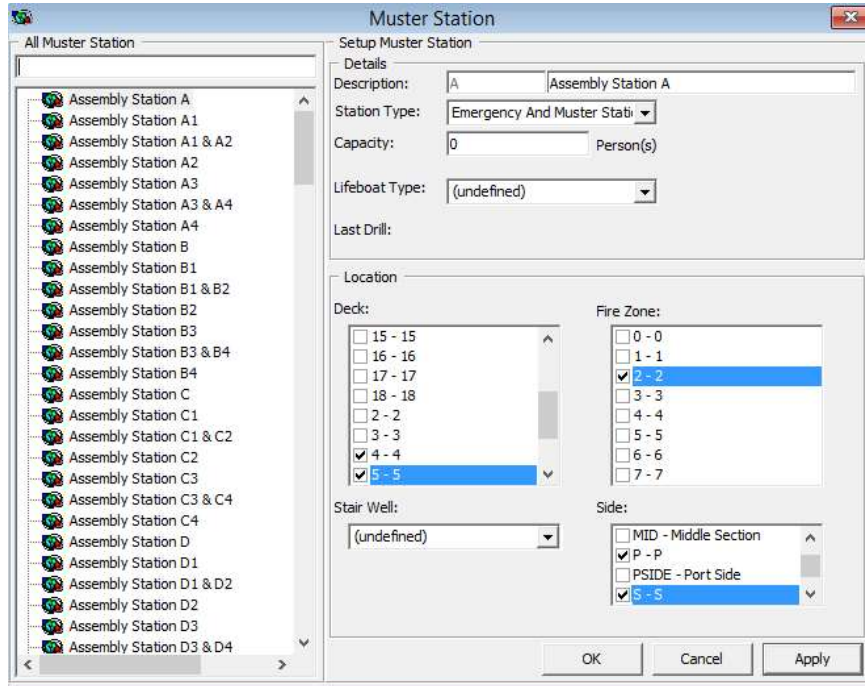 Muster Station
All Muster Station
Assembly Station A
Assembly Station A1
Assembly Station A1 & A2
Assembly Station A2
Assembly Station A3
Assembly Station A3 & A4
Assembly Station A4
Assembly Station B
Assembly Station B1
Assembly Station B1 & B2
Assembly Station B2
Assembly Station B3
Assembly Station B3 & B4
Assembly Station B4
Assembly Station C
Assembly Station C1
Assembly Station C1 & C2
Assembly Station C2
Assembly Station C3
Assembly Station C3 & C4
Assembly Station C4
Assembly Station D
Assembly Station D1
Assembly Station D1 & D2
Assembly Station D2
Assembly Station D3
Assembly Station D3 & D4
Setup Muster Station
Details
Description: A Assembly Station A
Station Type: Emergency And Muster Stati
Capacity: 0 Person(s)
Lifeboat Type: (undefined)
Last Drill:
Location
Deck:
15 - 15
16 - 16
17 - 17
18 - 18
2 - 2
3 - 3
4 - 4
5 - 5
Fire Zone:
0 - 0
1 - 1
2 - 2
3 - 3
4 - 4
5 - 5
6 - 6
7 - 7
Stair Well:
(undefined)
Side:
MID - Middle Section
P - P
PSIDE - Port Side
S - S
OK Cancel Apply